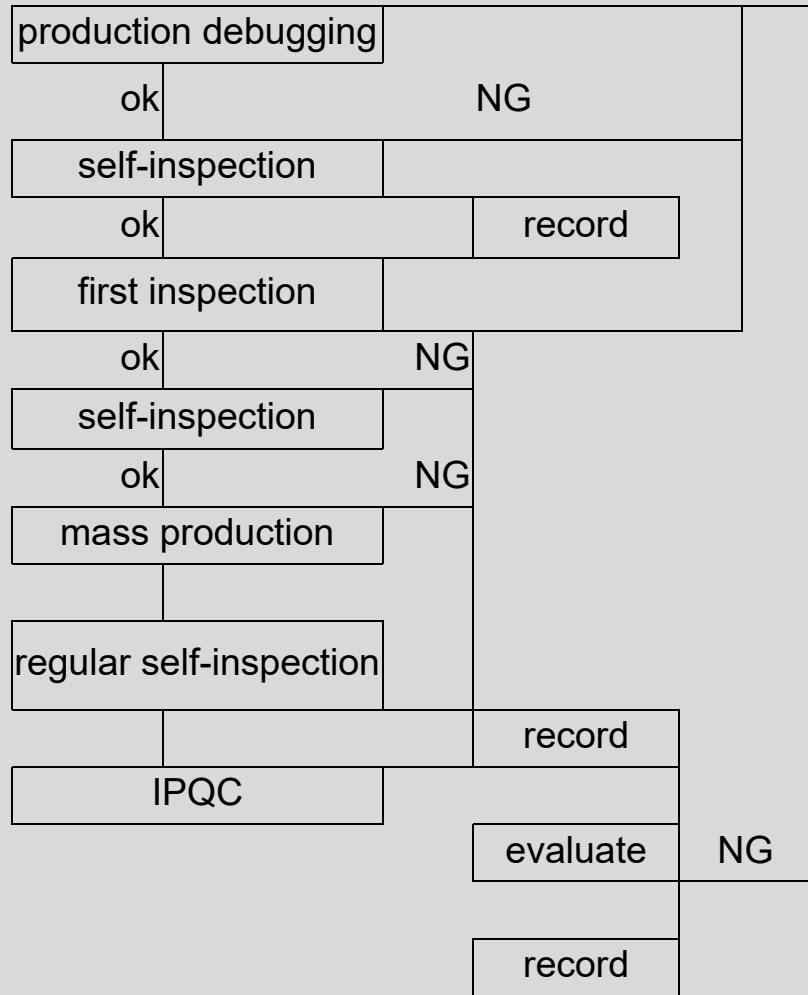 production debugging
ok NG
self-inspection
ok record
first inspection
ok NG
self-inspection
ok NG
mass production
regular self-inspection
record
IPQC
evaluate NG
record